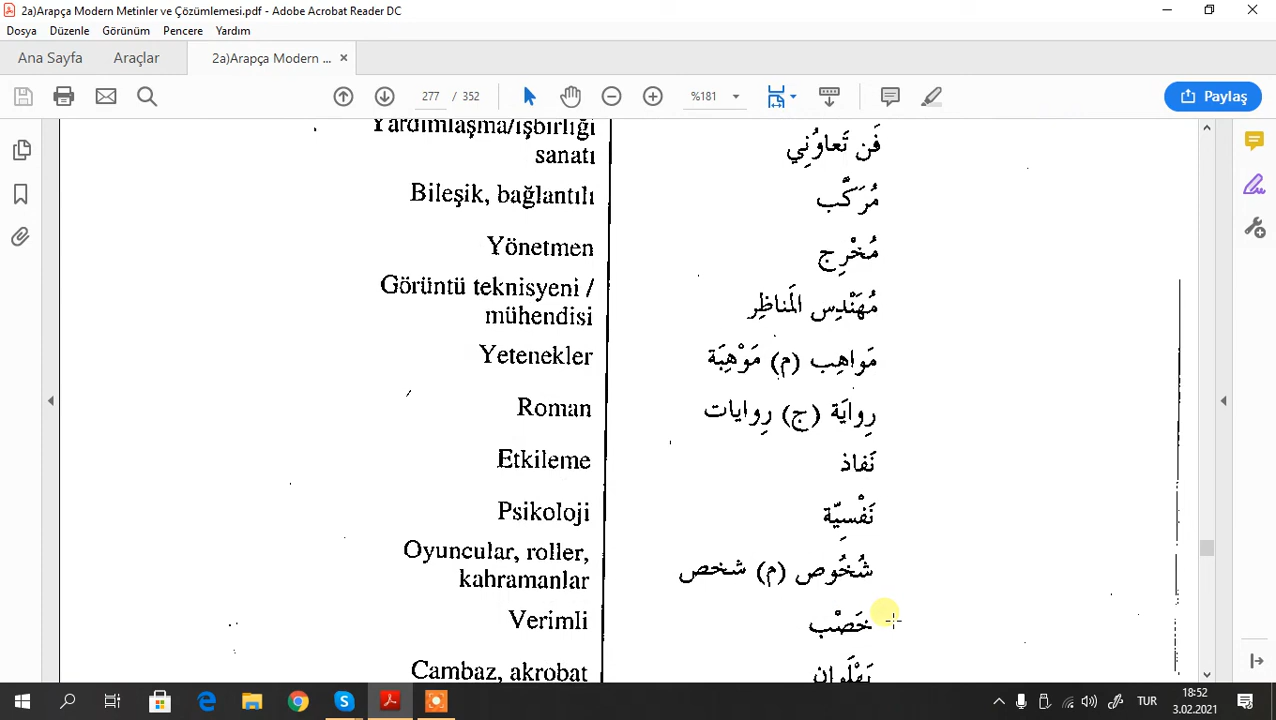 2a)Arapça Modern Metinler ve Çözümlemesi.pdf - Adobe Acrobat Reader DC
Dosya Düzenle Görünüm Pencere Yardım
Ana Sayfa Araçlar 2a)Arapça Modern ... ×
277 / 352 %181 Paylaş
Yardımlaşma/işbirliği
sanatı فَن تَعاوُنِي
Bileşik, bağlantılı مُرَكَّب
Yönetmen مُخْرِج
Görüntü teknisyeni /
mühendisi مُهَنْدِس المَناظِر
Yetenekler مَواهِب (م) مَوْهِبَة
Roman رِوايَة (ج) رِوايات
Etkileme نَفاذ
Psikoloji نَفْسِيّة
Oyuncular, roller,
kahramanlar شُخُوص (م) شخص
Verimli خَصْب
Cambaz, akrobat بَهْلَوان
TUR 18:52
3.02.2021